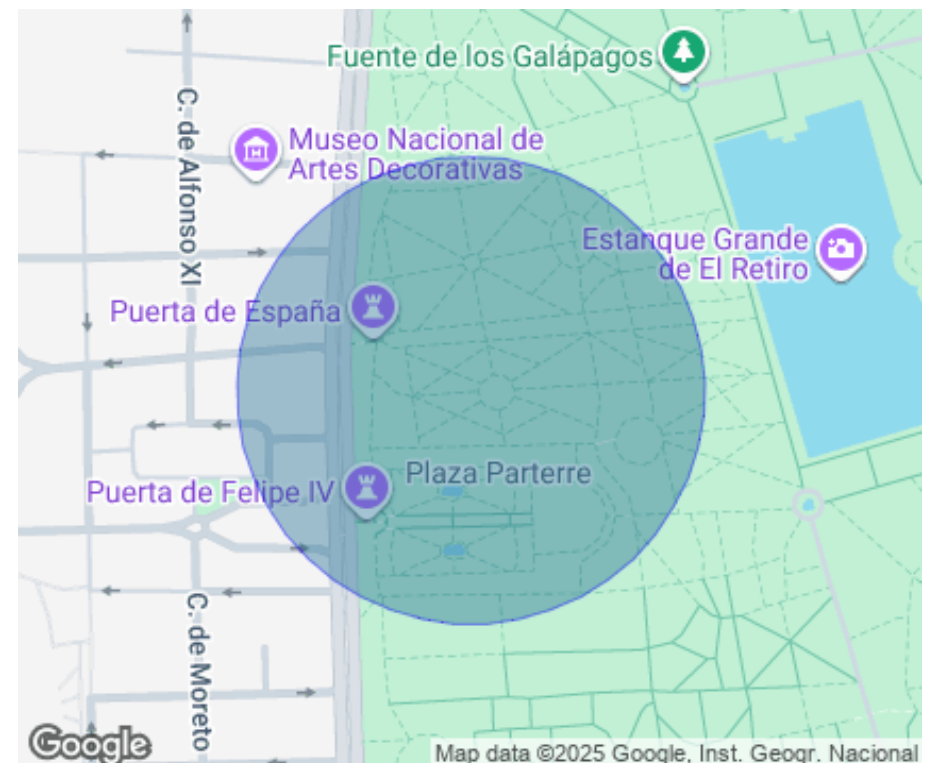 Fuente de los Galápagos
C. de Alfonso XI
Museo Nacional de
Artes Decorativas
Estanque Grande
de El Retiro
Puerta de España
Plaza Parterre
Puerta de Felipe IV
C. de Moreto
Google
Map data ©2025 Google, Inst. Geogr. Nacional